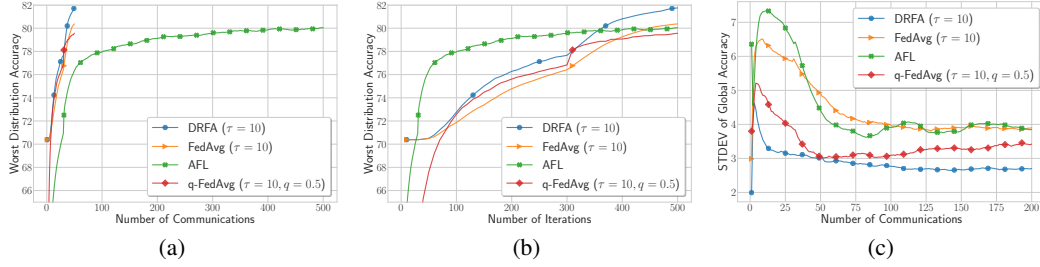 Worst Distribution Accuracy
82
80
78
76
74
72
70
68
66
DRFA (τ = 10)
FedAvg (τ = 10)
AFL
q-FedAvg (τ = 10, q = 0.5)
0 100 200 300 400 500
Number of Communications
(a)
Worst Distribution Accuracy
82
80
78
76
74
72
70
68
66
DRFA (τ = 10)
FedAvg (τ = 10)
AFL
q-FedAvg (τ = 10, q = 0.5)
0 100 200 300 400 500
Number of Iterations
(b)
STDEV of Global Accuracy
7
6
5
4
3
2
DRFA (τ = 10)
FedAvg (τ = 10)
AFL
q-FedAvg (τ = 10, q = 0.5)
0 25 50 75 100 125 150 175 200
Number of Communications
(c)